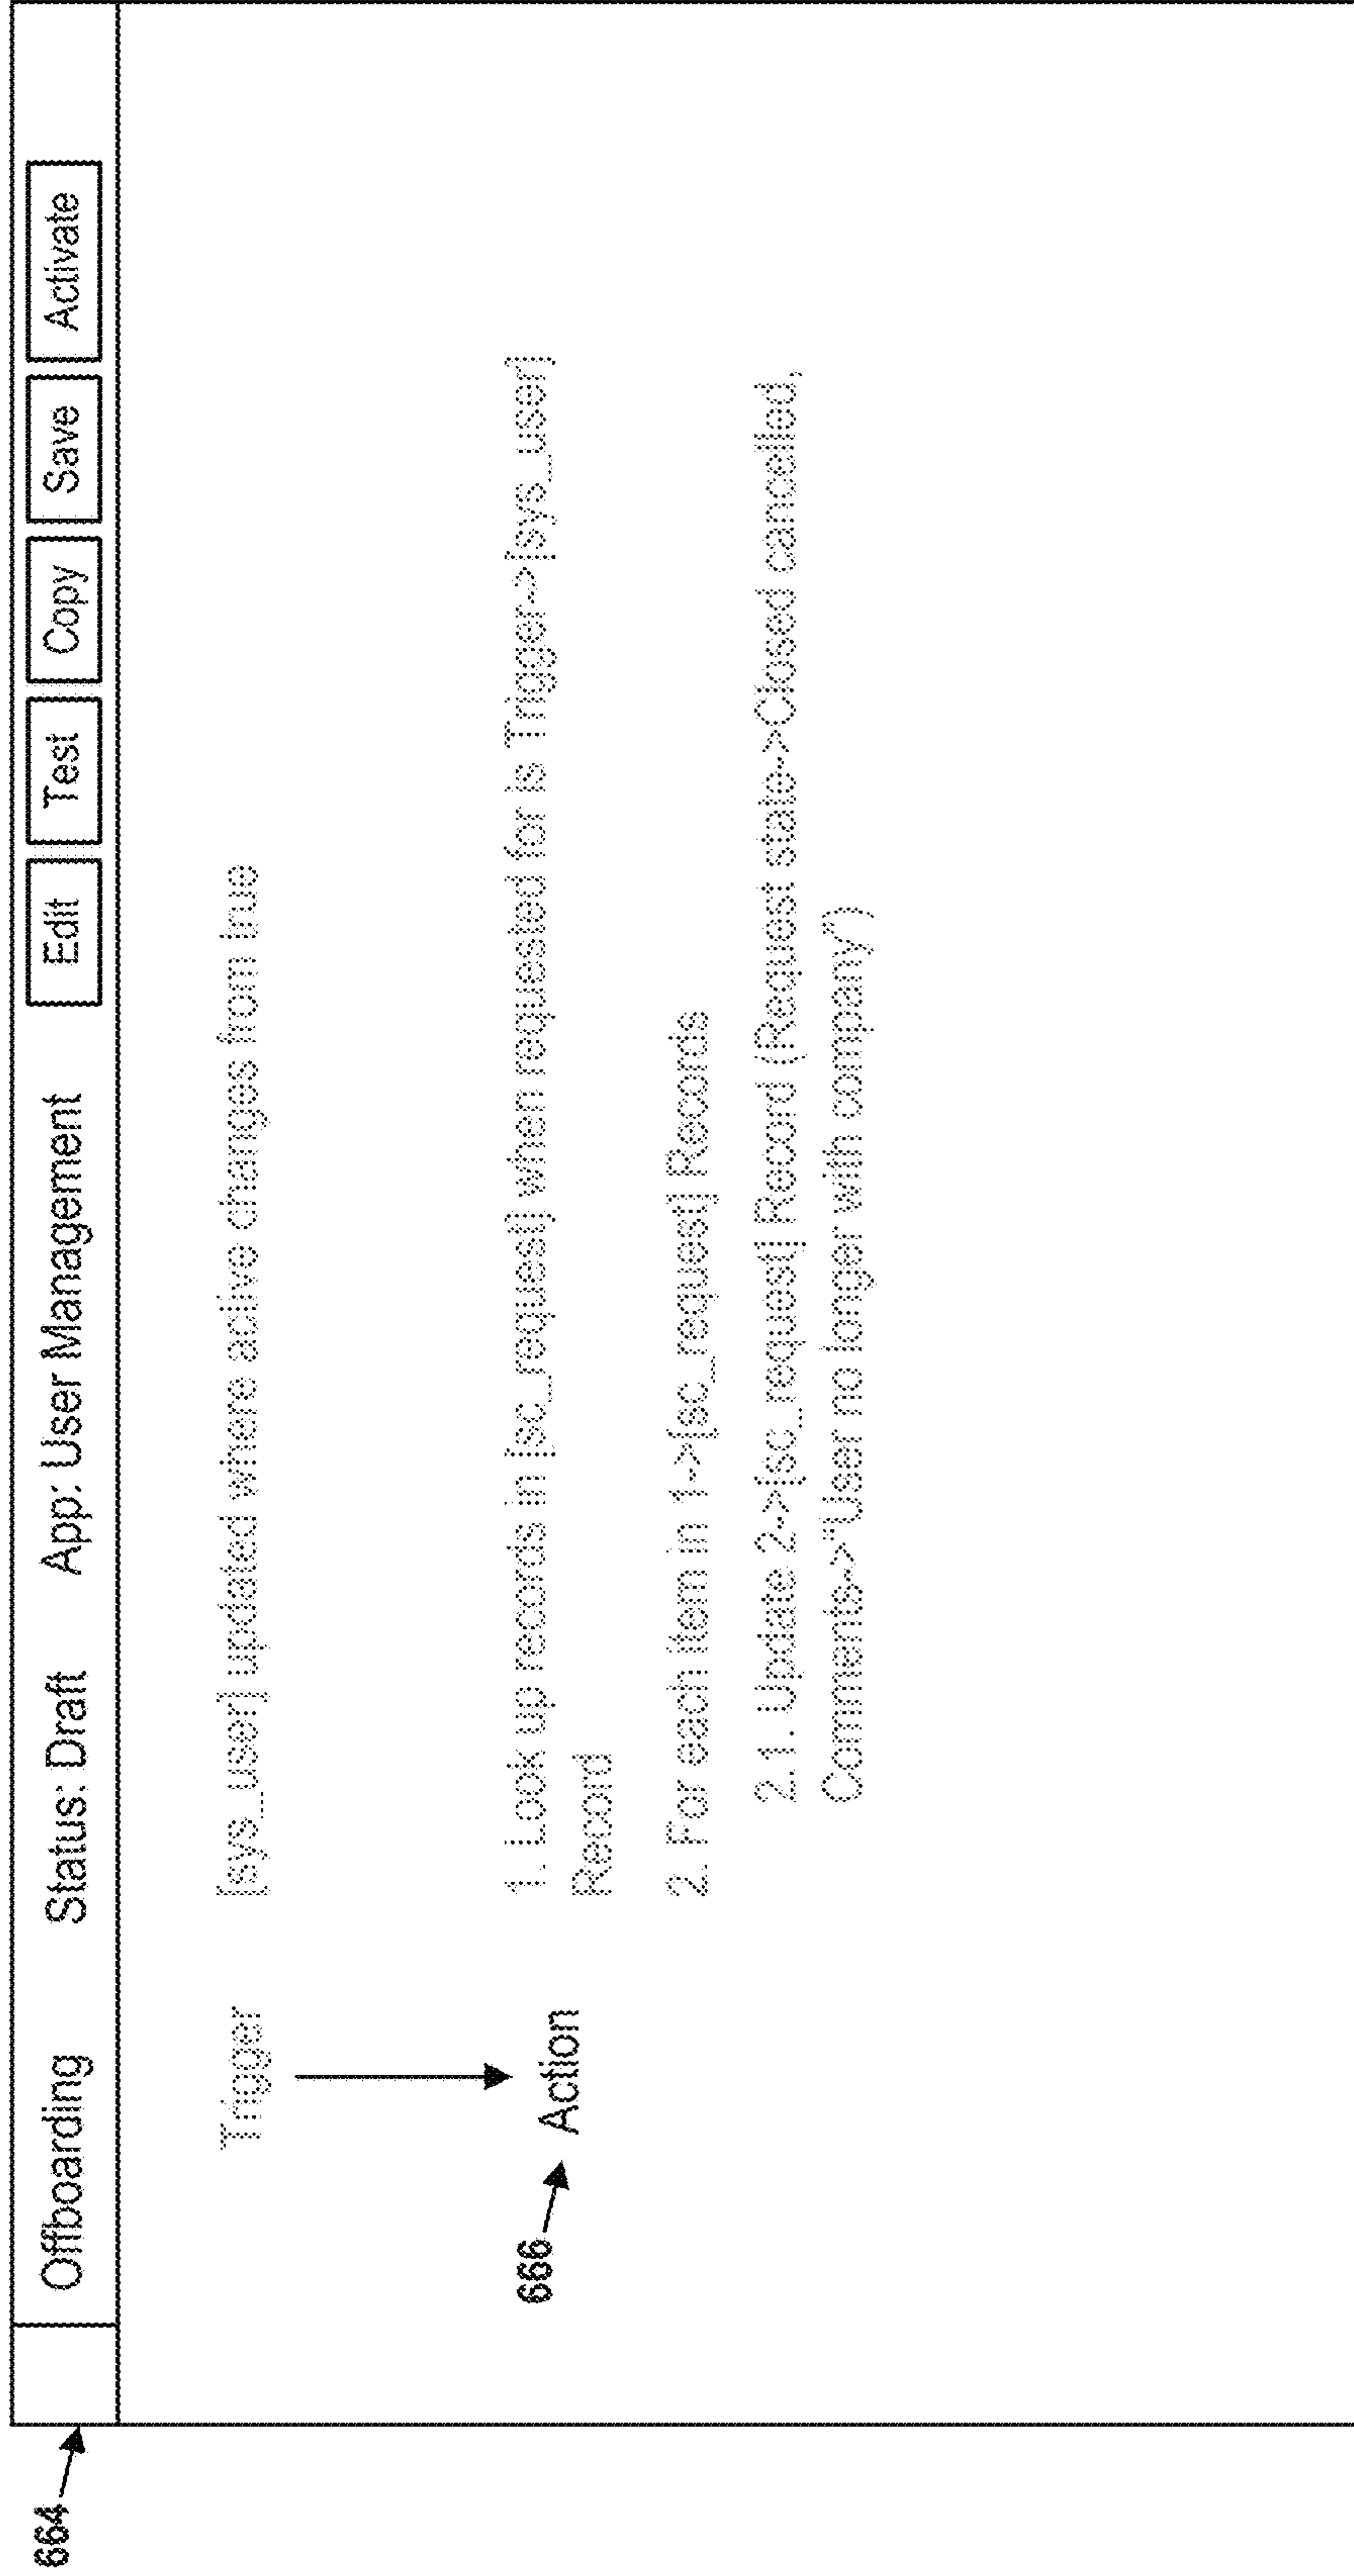 664
Offboarding Status: Draft App: User Management Edit Test Copy Save Activate
Trigger [sys_user] updated where active changes from true
666 Action
1. Look up records in [sc_request] when requested for is Trigger->[sys_user]
Record
2. For each item in 1->[sc_request] Records
2.1. Update 2->[sc_request] Record (Request state->Closed cancelled,
Comments->"User no longer with company")